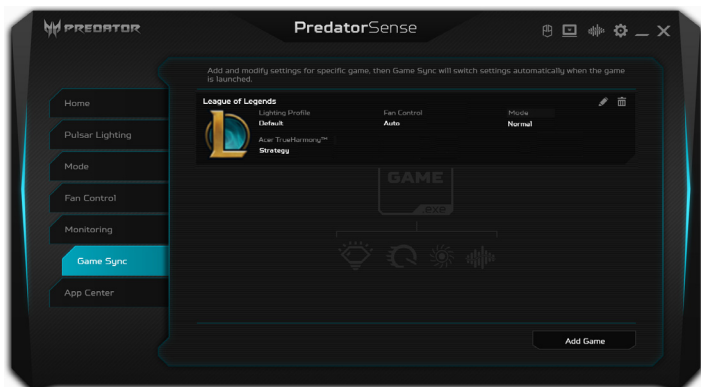 PREDATOR
PredatorSense
Add and modify settings for specific game, then Game Sync will switch settings automatically when the game
is launched.
Home
Pulsar Lighting
Mode
Fan Control
Monitoring
Game Sync
App Center
League of Legends
Lighting Profile
Default
Fan Control
Auto
Mode
Normal
Acer TrueHarmony™
Strategy
GAME
EXE
Add Game